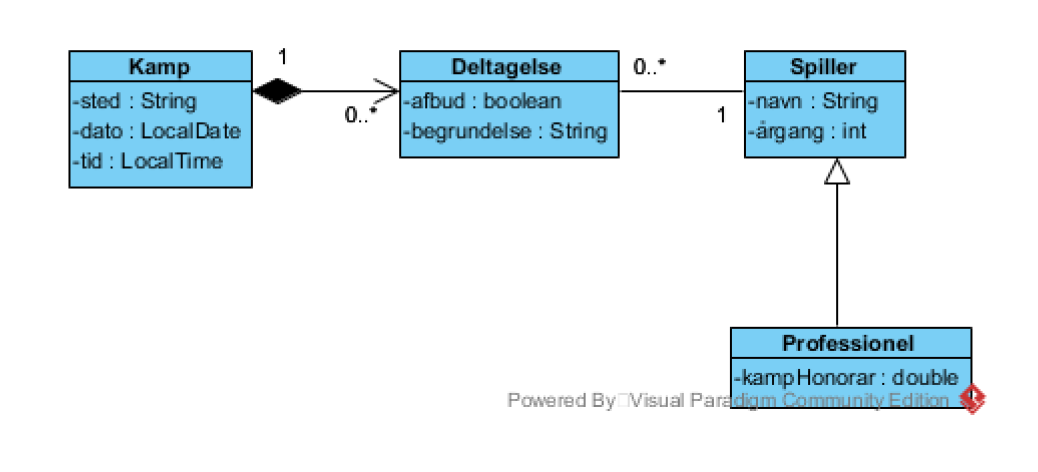 Kamp
-sted : String
-dato : LocalDate
-tid : LocalTime
1
0..*
Deltagelse
-afbud : boolean
-begrundelse : String
0..*
1
Spiller
-navn : String
-årgang : int
Professionel
-kampHonorar : double
Powered By Visual Paradigm Community Edition